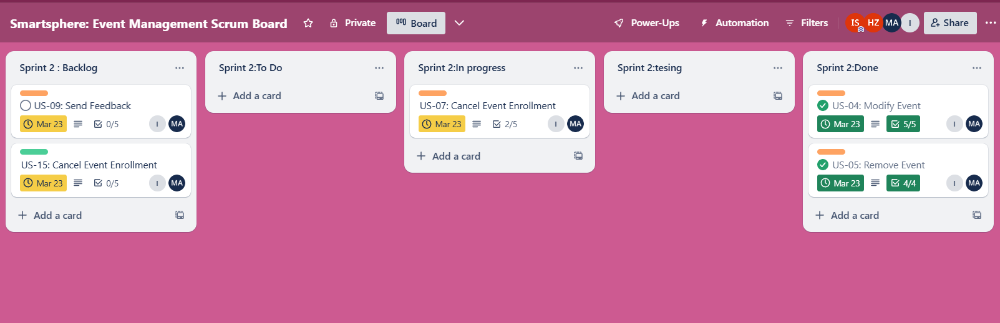 Smartsphere: Event Management Scrum Board
Private
Board
Power-Ups
Automation
Filters
IS
HZ
MA
I
Share
Sprint 2 : Backlog
US-09: Send Feedback
Mar 23
0/5
I
MA
US-15: Cancel Event Enrollment
Mar 23
0/5
I
MA
Add a card
Sprint 2:To Do
Add a card
Sprint 2:In progress
US-07: Cancel Event Enrollment
Mar 23
2/5
I
MA
Add a card
Sprint 2:tesing
Add a card
Sprint 2:Done
US-04: Modify Event
Mar 23
5/5
I
MA
US-05: Remove Event
Mar 23
4/4
I
MA
Add a card